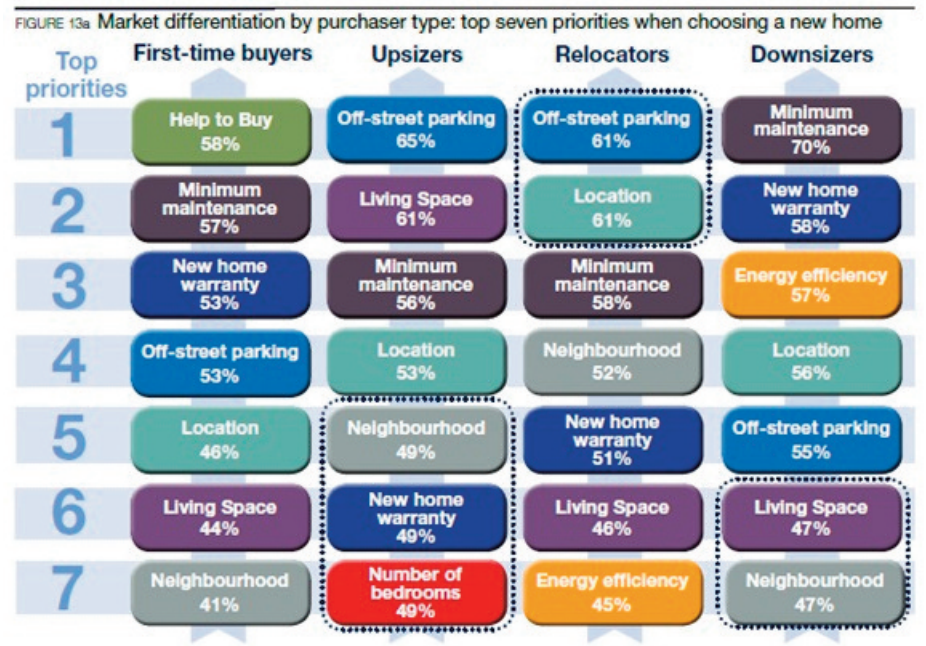 FIGURE 13a Market differentiation by purchaser type: top seven priorities when choosing a new home
Top
priorities
First-time buyers
Upsizers
Relocators
Downsizers
1
Help to Buy
58%
Off-street parking
65%
Off-street parking
61%
Minimum
maintenance
70%
2
Minimum
maintenance
57%
Living Space
61%
Location
61%
New home
warranty
58%
3
New home
warranty
53%
Minimum
maintenance
56%
Minimum
maintenance
58%
Energy efficiency
57%
4
Off-street parking
53%
Location
53%
Neighbourhood
52%
Location
56%
5
Location
46%
Neighbourhood
49%
New home
warranty
51%
Off-street parking
55%
6
Living Space
44%
New home
warranty
49%
Living Space
46%
Living Space
47%
7
Neighbourhood
41%
Number of
bedrooms
49%
Energy efficiency
45%
Neighbourhood
47%